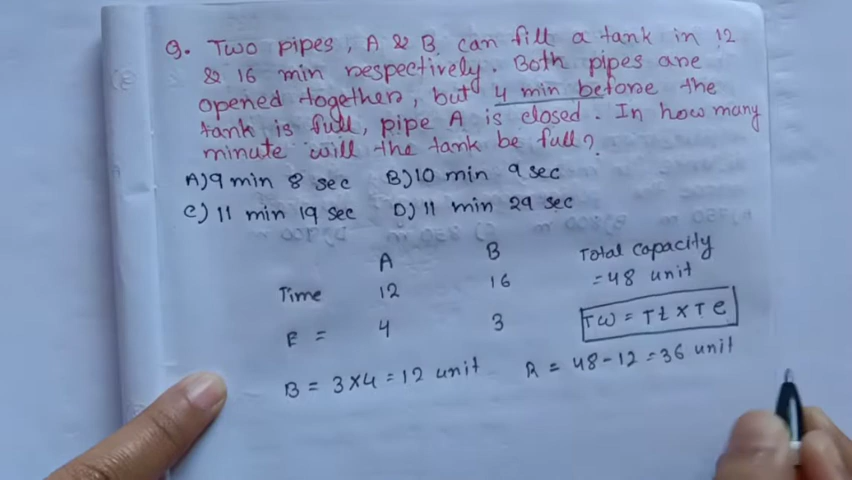 Q. Two pipes, A & B can fill a tank in 12
& 16 min respectively. Both pipes are
opened together, but 4 min before the
tank is full, pipe A is closed. In how many
minute will the tank be full?
A) 9 min 8 sec B) 10 min 9 sec
C) 11 min 19 sec D) 11 min 29 sec
A B Total capacity
Time 12 16 = 48 unit
E = 4 3 TW = Tt × TE
B = 3×4 = 12 unit R = 48-12 = 36 unit